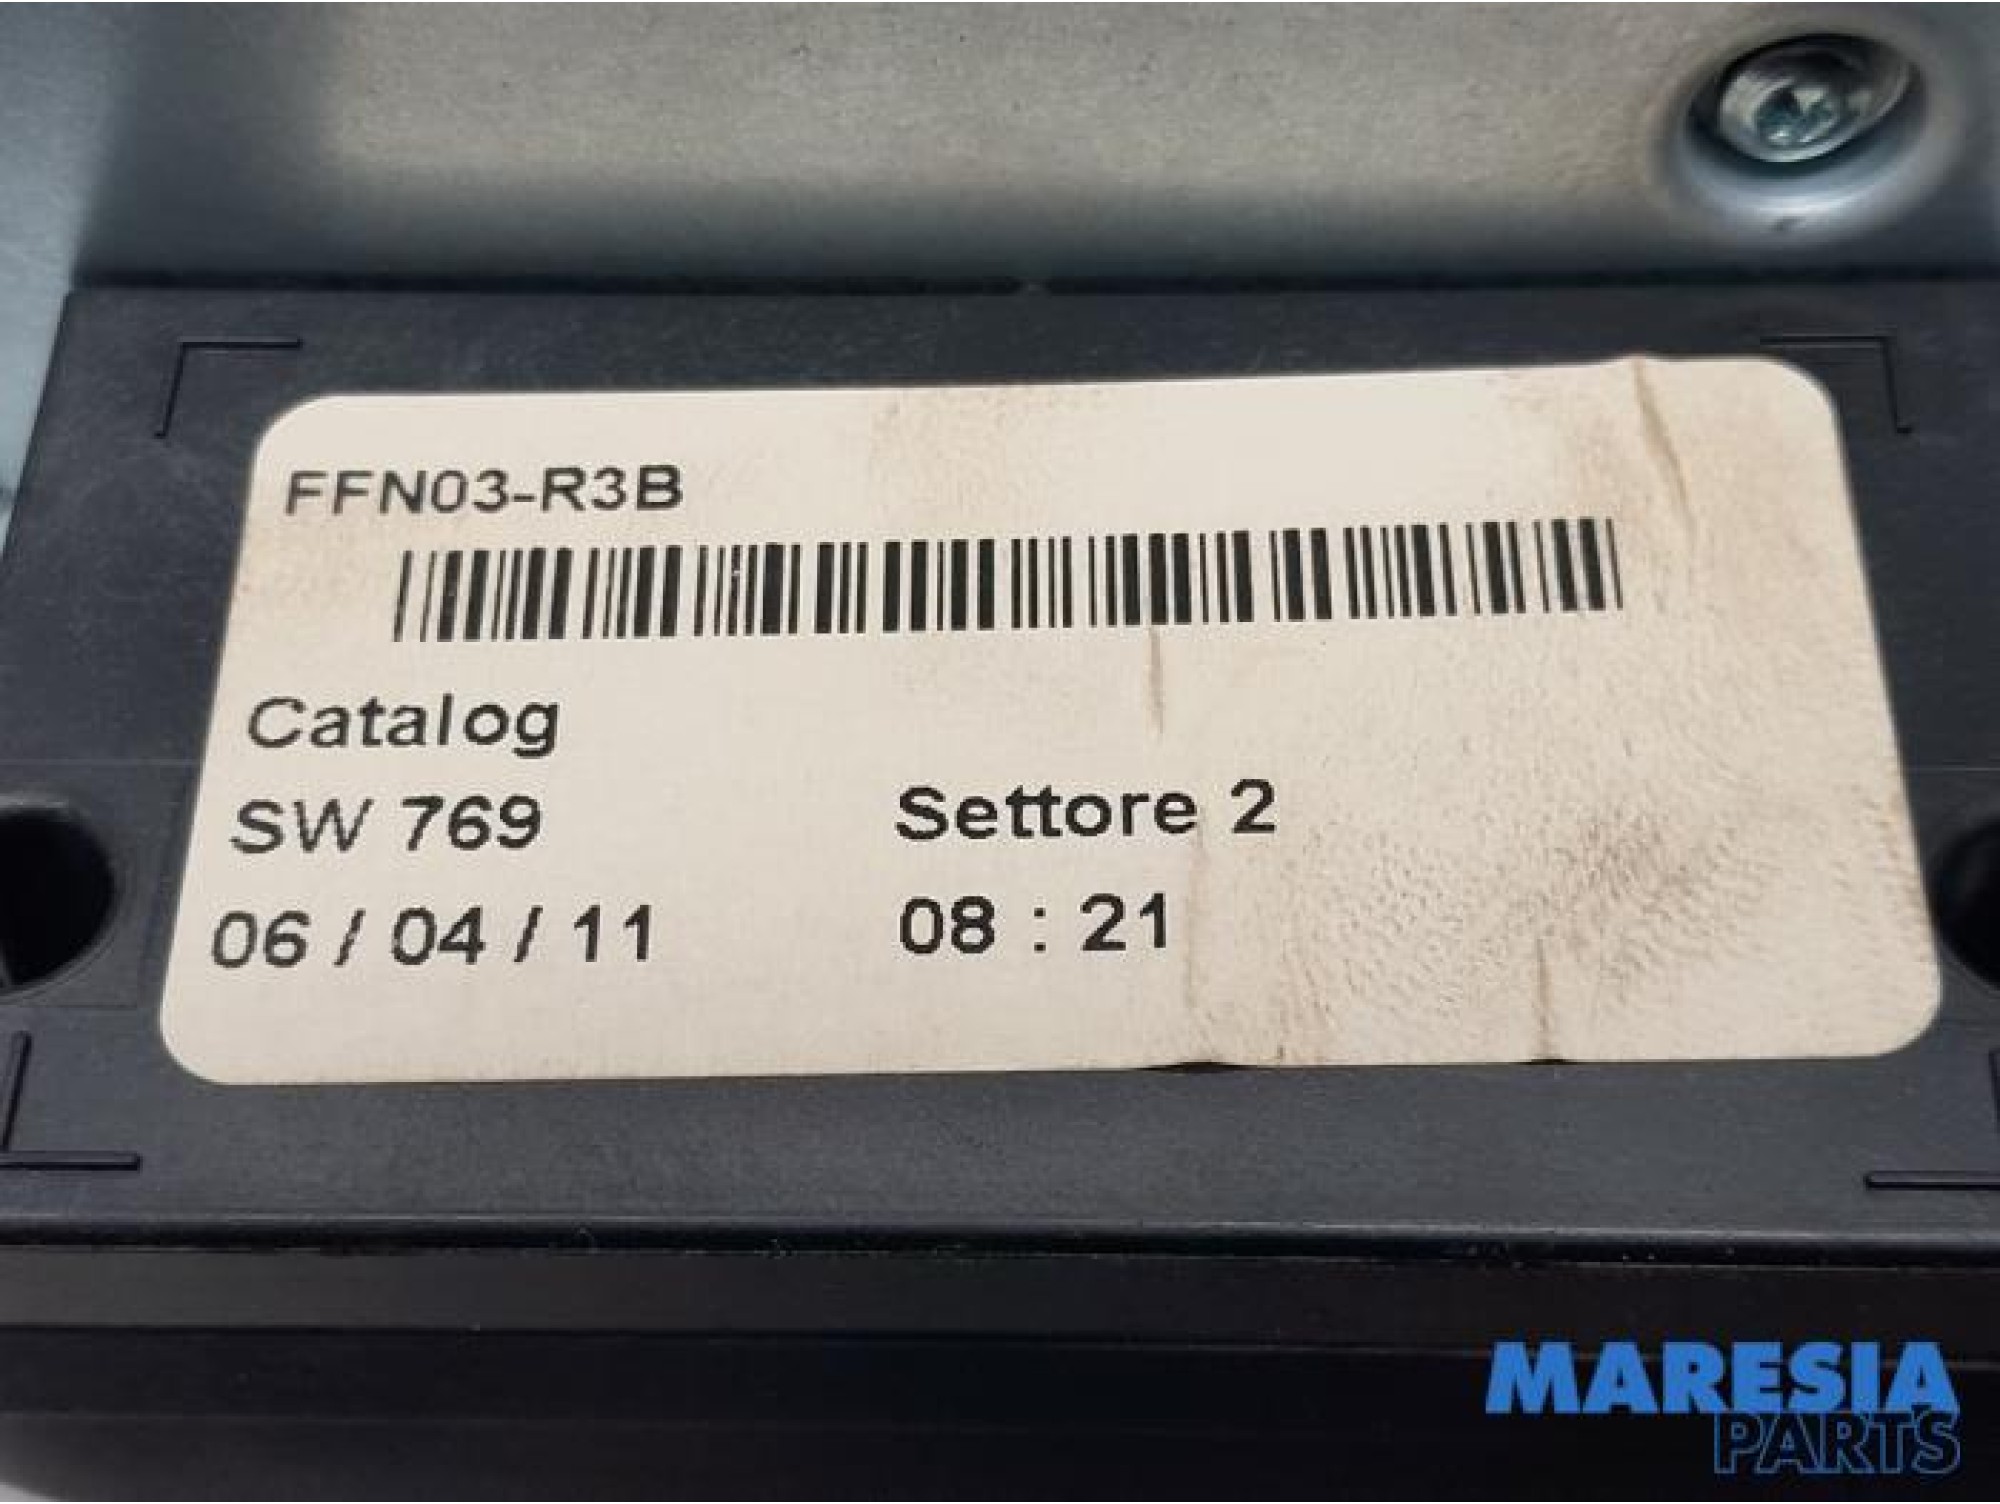 FFN03-R3B
Catalog
SW 769 Settore 2
06 / 04 / 11 08 : 21
MARESIA
PARTS